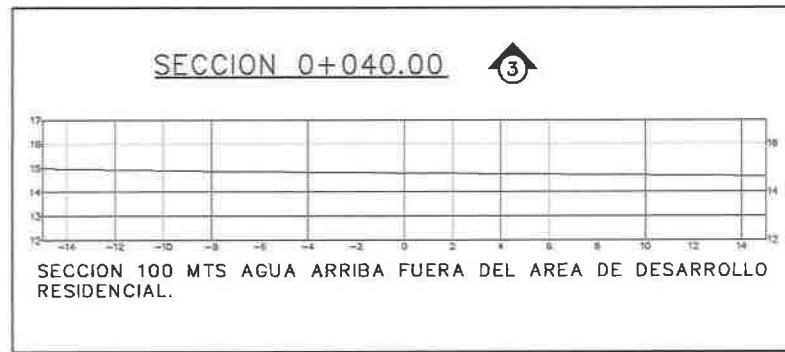 SECCION 0+040.00
3
17
16 16
15
14 14
13
12 12
-14 -12 -10 -8 -6 -4 -2 0 2 4 6 8 10 12 14
SECCION 100 MTS AGUA ARRIBA FUERA DEL AREA DE DESARROLLO
RESIDENCIAL.